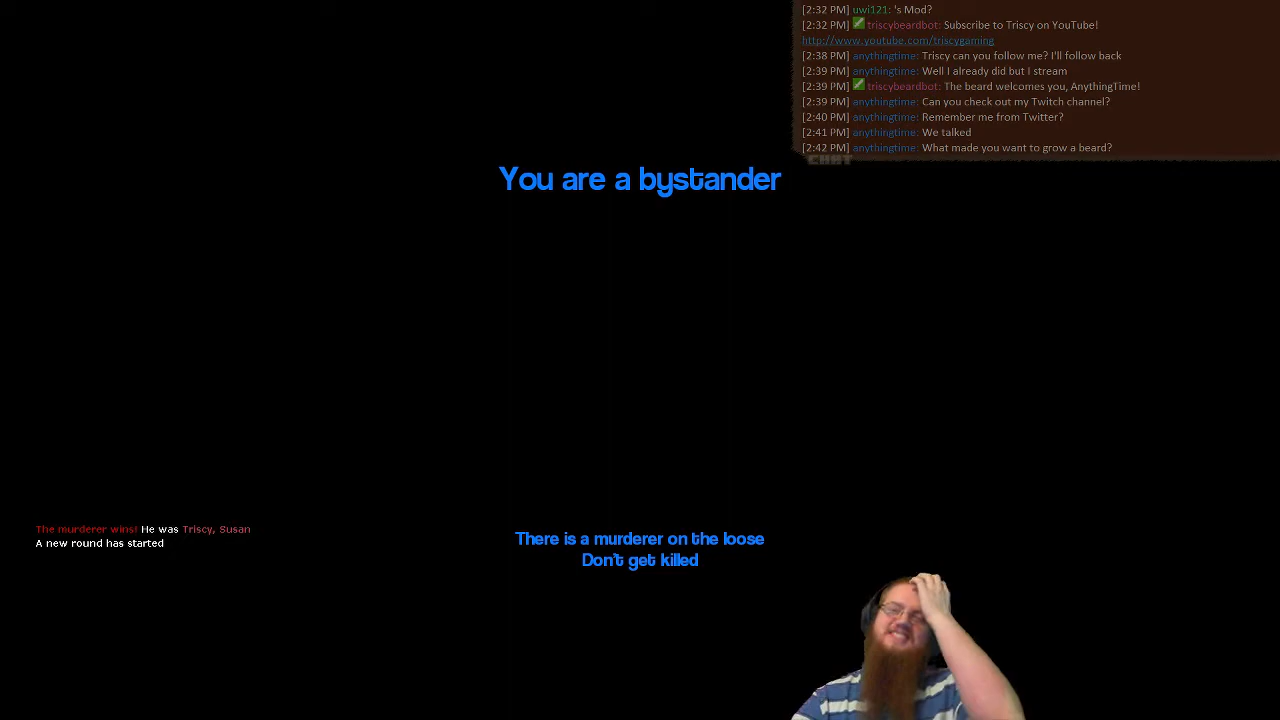 [2:32 PM] uwi121: 's Mod?
[2:32 PM] triscybeardbot: Subscribe to Triscy on YouTube!
http://www.youtube.com/triscygaming
[2:38 PM] anythingtime: Triscy can you follow me? I'll follow back
[2:39 PM] anythingtime: Well I already did but I stream
[2:39 PM] triscybeardbot: The beard welcomes you, AnythingTime!
[2:39 PM] anythingtime: Can you check out my Twitch channel?
[2:40 PM] anythingtime: Remember me from Twitter?
[2:41 PM] anythingtime: We talked
[2:42 PM] anythingtime: What made you want to grow a beard?
CHAT
You are a bystander
The murderer wins! He was Triscy, Susan
A new round has started
There is a murderer on the loose
Don't get killed